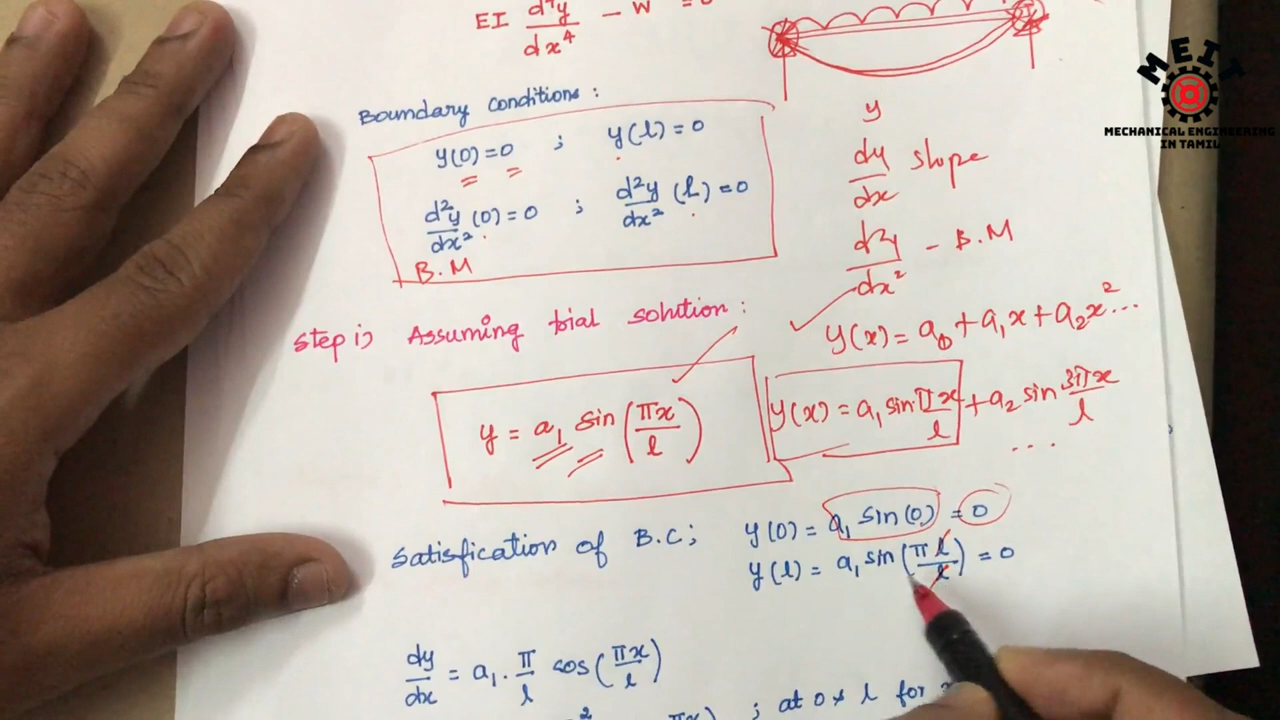 EI d⁴y/dx⁴ - W = 0
Boundary conditions :
y(0)=0 ; y(l)=0
d²y/dx² (0)=0 ; d²y/dx² (l)=0
B.M
y
dy/dx slope
d²y/dx² - B.M
Step i) Assuming trial solution :
y(x) = a₀ + a₁x + a₂x² ...
y = a₁ sin (πx/l)
y(x) = a₁ sin πx/l + a₂ sin 3πx/l
...
Satisfication of B.C; y(0) = a₁ sin(0) = 0
y(l) = a₁ sin (πl/l) = 0
dy/dx = a₁ . π/l cos (πx/l)
; at 0 & l for
MEIT
MECHANICAL ENGINEERING
IN TAMIL